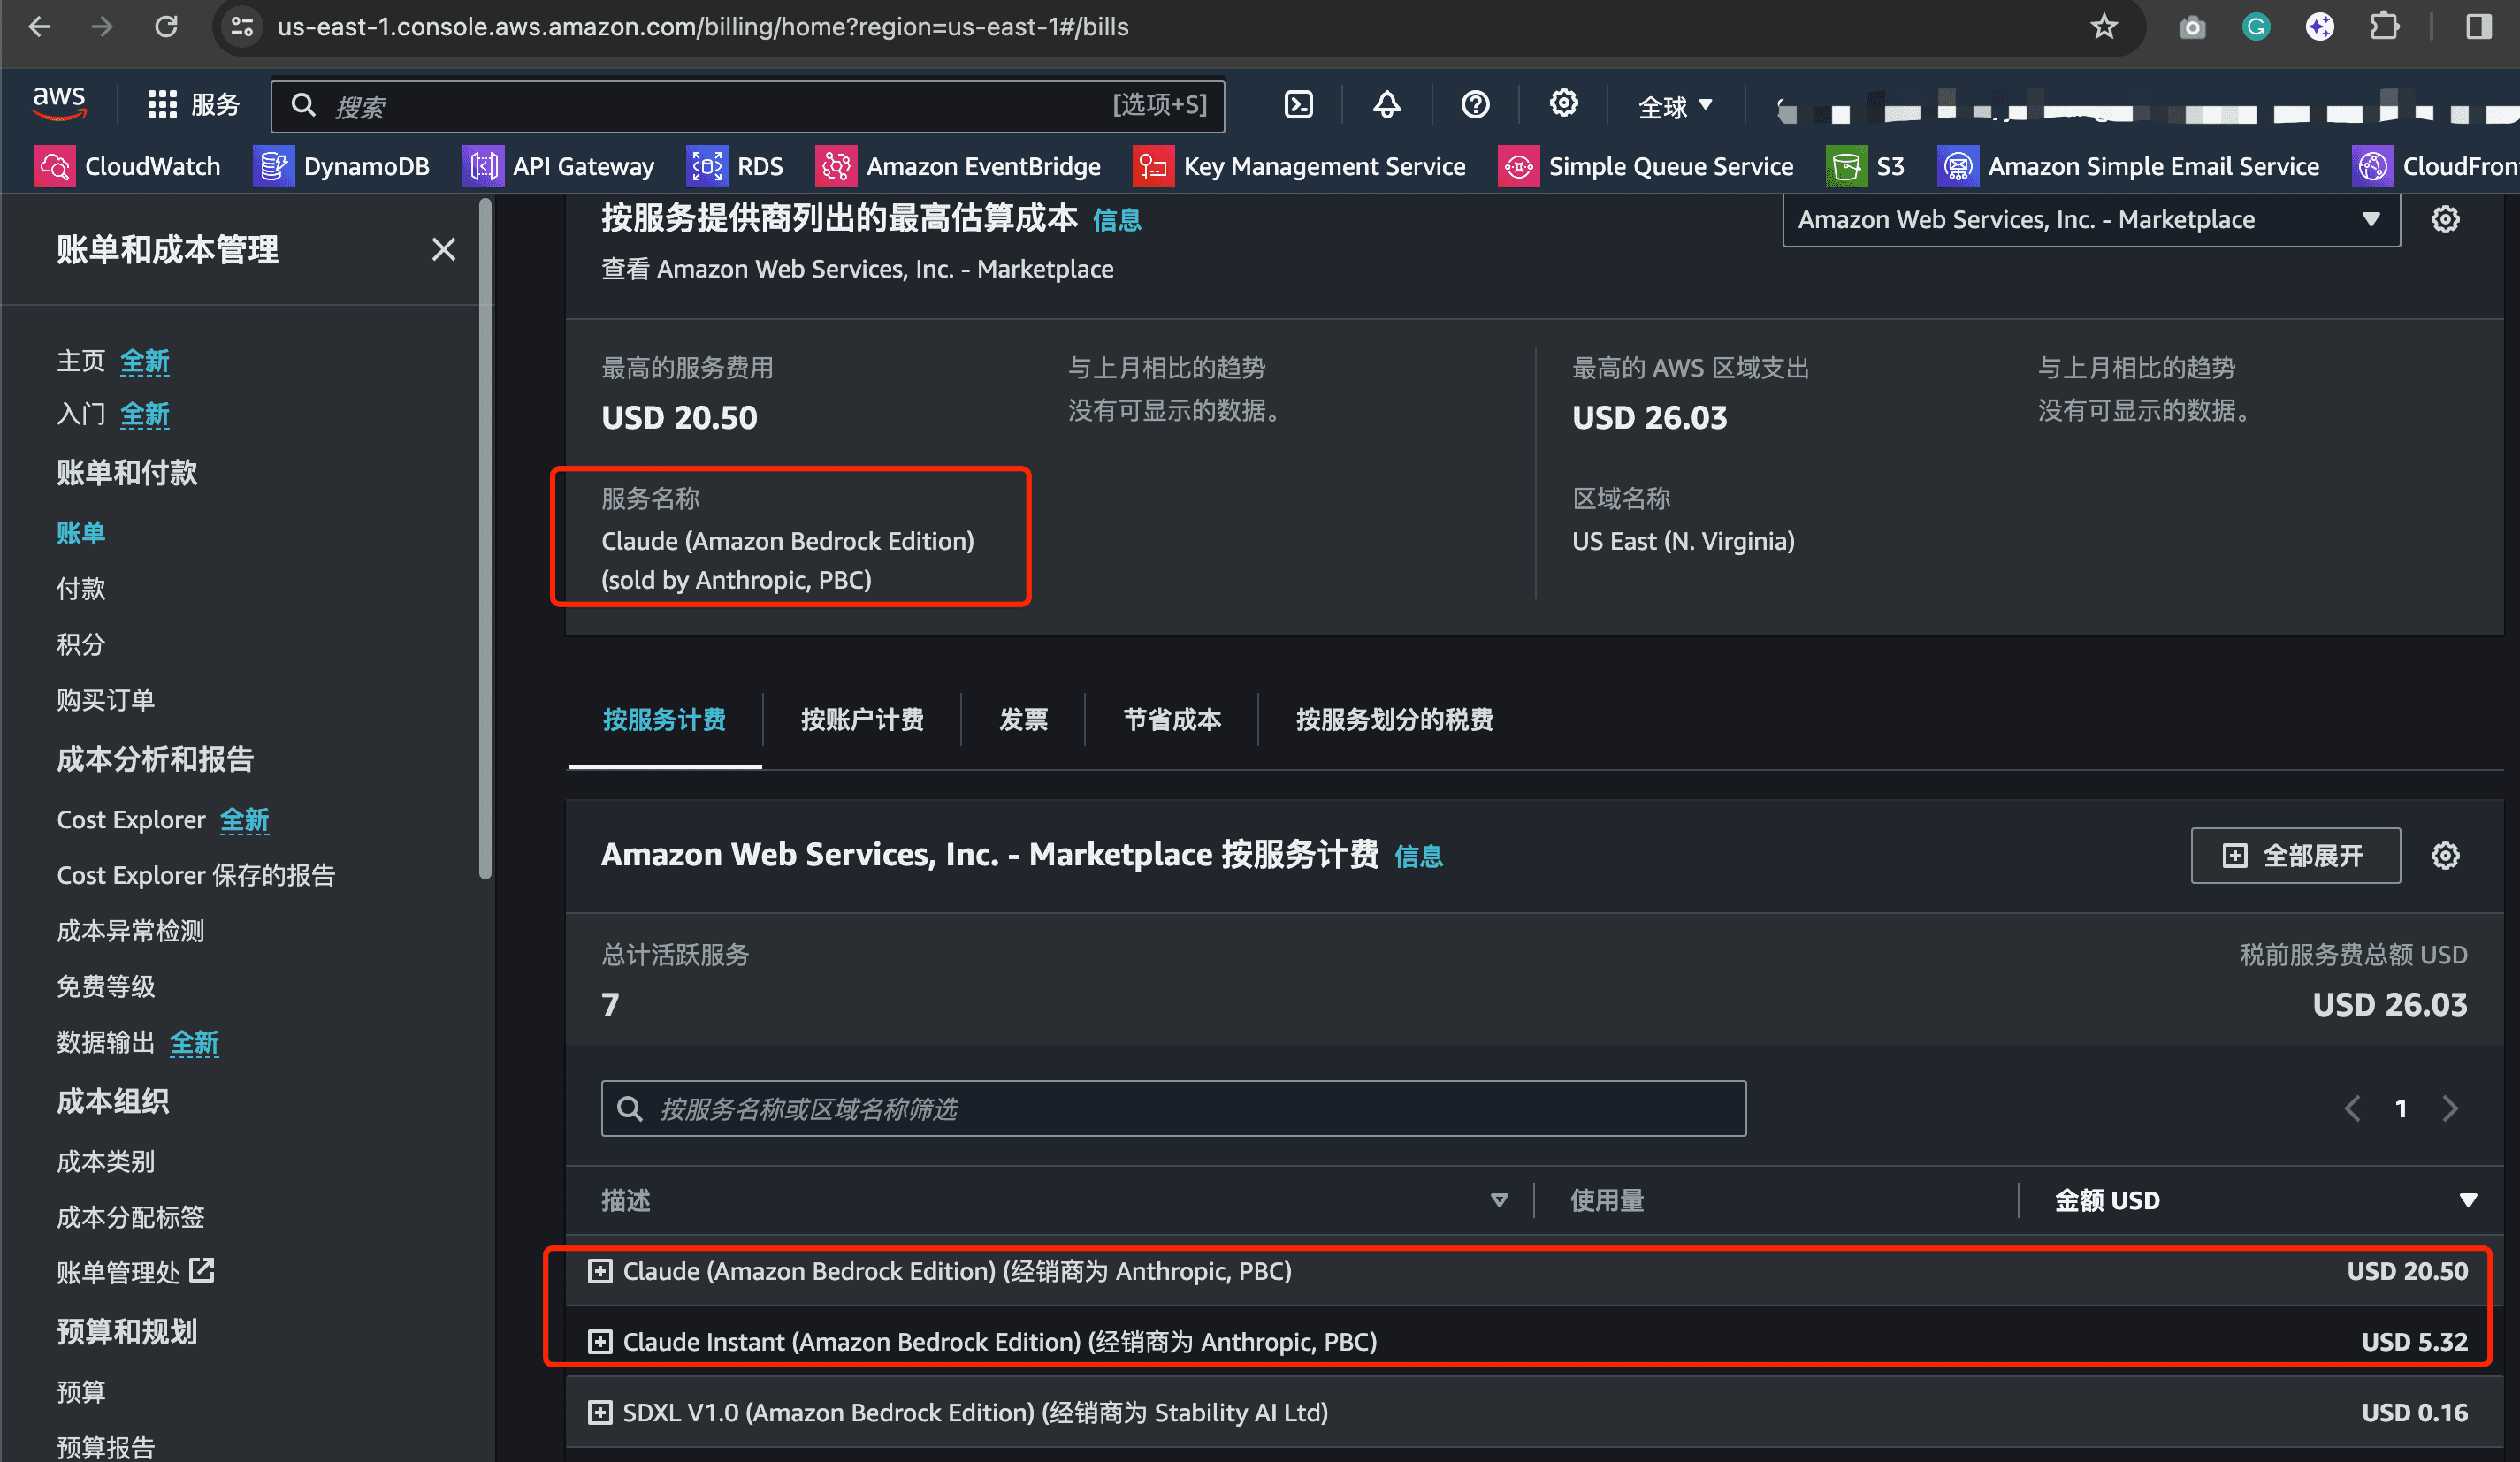 us-east-1.console.aws.amazon.com/billing/home?region=us-east-1#/bills
aws
服务
搜索
[选项+S]
全球
CloudWatch
DynamoDB
API Gateway
RDS
Amazon EventBridge
Key Management Service
Simple Queue Service
S3
Amazon Simple Email Service
CloudFron
账单和成本管理
主页 全新
入门 全新
账单和付款
账单
付款
积分
购买订单
成本分析和报告
Cost Explorer 全新
Cost Explorer 保存的报告
成本异常检测
免费等级
数据输出 全新
成本组织
成本类别
成本分配标签
账单管理处
预算和规划
预算
预算报告
按服务提供商列出的最高估算成本 信息
查看 Amazon Web Services, Inc. - Marketplace
Amazon Web Services, Inc. - Marketplace
最高的服务费用
USD 20.50
与上月相比的趋势
没有可显示的数据。
最高的 AWS 区域支出
USD 26.03
与上月相比的趋势
没有可显示的数据。
服务名称
Claude (Amazon Bedrock Edition)
(sold by Anthropic, PBC)
区域名称
US East (N. Virginia)
按服务计费
按账户计费
发票
节省成本
按服务划分的税费
Amazon Web Services, Inc. - Marketplace 按服务计费 信息
全部展开
总计活跃服务
7
税前服务费总额 USD
USD 26.03
按服务名称或区域名称筛选
1
描述
使用量
金额 USD
Claude (Amazon Bedrock Edition) (经销商为 Anthropic, PBC)
USD 20.50
Claude Instant (Amazon Bedrock Edition) (经销商为 Anthropic, PBC)
USD 5.32
SDXL V1.0 (Amazon Bedrock Edition) (经销商为 Stability AI Ltd)
USD 0.16